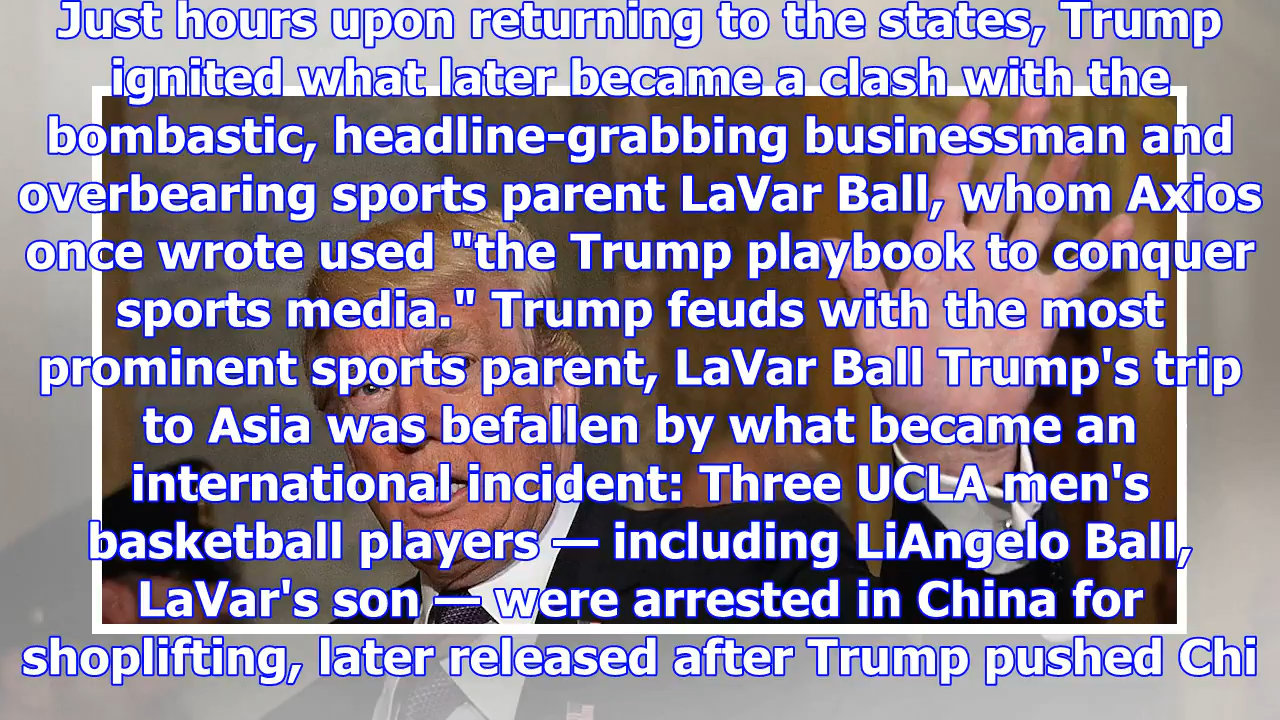 Just hours upon returning to the states, Trump
ignited what later became a clash with the
bombastic, headline-grabbing businessman and
overbearing sports parent LaVar Ball, whom Axios
once wrote used "the Trump playbook to conquer
sports media." Trump feuds with the most
prominent sports parent, LaVar Ball Trump's trip
to Asia was befallen by what became an
international incident: Three UCLA men's
basketball players — including LiAngelo Ball,
LaVar's son — were arrested in China for
shoplifting, later released after Trump pushed Chi